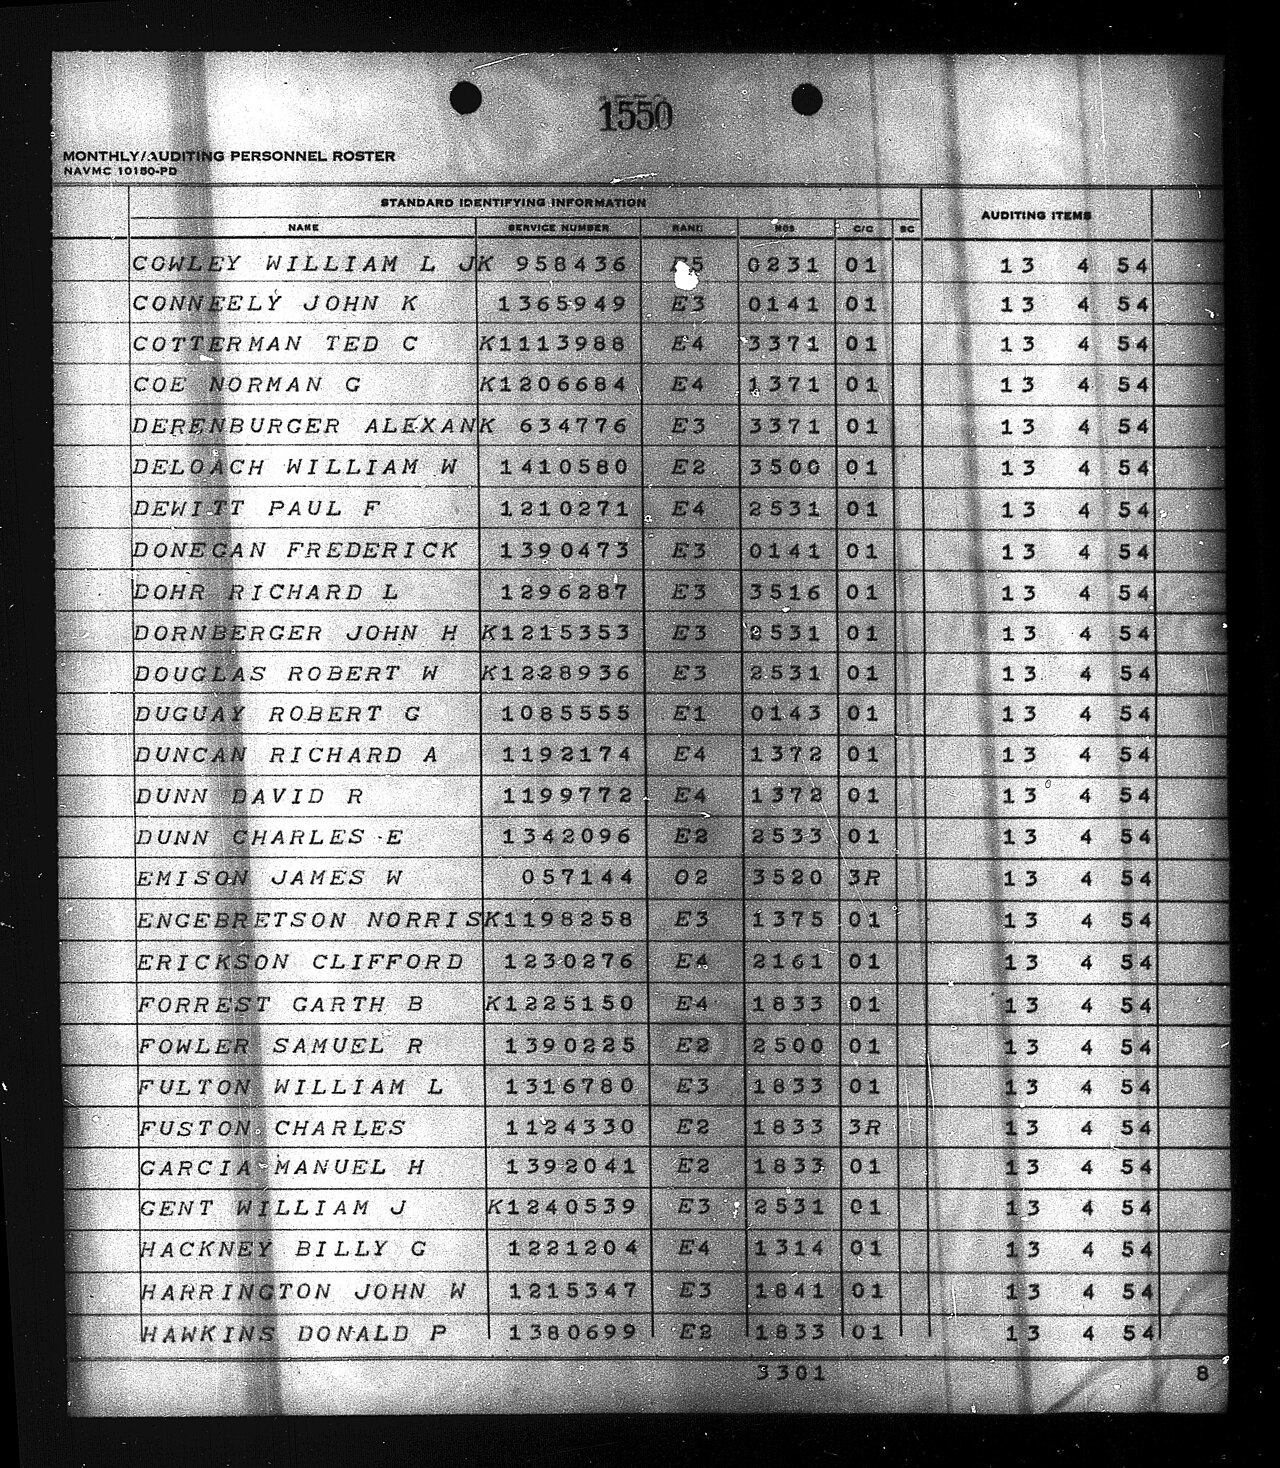 1550
MONTHLY/AUDITING PERSONNEL ROSTER
NAVMC 10150-PD
STANDARD IDENTIFYING INFORMATION AUDITING ITEMS
NAME SERVICE NUMBER RANK MOS C/C SC
COWLEY WILLIAM L JK 958436 5 0231 01 13 4 54
CONNEELY JOHN K 1365949 E3 0141 01 13 4 54
COTTERMAN TED C K1113988 E4 3371 01 13 4 54
COE NORMAN G K1206684 E4 1371 01 13 4 54
DERENBURGER ALEXANK 634776 E3 3371 01 13 4 54
DELOACH WILLIAM W 1410580 E2 3500 01 13 4 54
DEWITT PAUL F 1210271 E4 2531 01 13 4 54
DONEGAN FREDERICK 1390473 E3 0141 01 13 4 54
DOHR RICHARD L 1296287 E3 3516 01 13 4 54
DORNBERGER JOHN H K1215353 E3 2531 01 13 4 54
DOUGLAS ROBERT W K1228936 E3 2531 01 13 4 54
DUGUAY ROBERT G 1085555 E1 0143 01 13 4 54
DUNCAN RICHARD A 1192174 E4 1372 01 13 4 54
DUNN DAVID R 1199772 E4 1372 01 13 4 54
DUNN CHARLES E 1342096 E2 2533 01 13 4 54
EMISON JAMES W 057144 O2 3520 3R 13 4 54
ENGEBRETSON NORRISK1198258 E3 1375 01 13 4 54
ERICKSON CLIFFORD 1230276 E4 2161 01 13 4 54
FORREST GARTH B K1225150 E4 1833 01 13 4 54
FOWLER SAMUEL R 1390225 E2 2500 01 13 4 54
FULTON WILLIAM L 1316780 E3 1833 01 13 4 54
FUSTON CHARLES 1124330 E2 1833 3R 13 4 54
GARCIA MANUEL H 1392041 E2 1833 01 13 4 54
GENT WILLIAM J K1240539 E3 2531 01 13 4 54
HACKNEY BILLY G 1221204 E4 1314 01 13 4 54
HARRINGTON JOHN W 1215347 E3 1841 01 13 4 54
HAWKINS DONALD P 1380699 E2 1833 01 13 4 54
3301 8